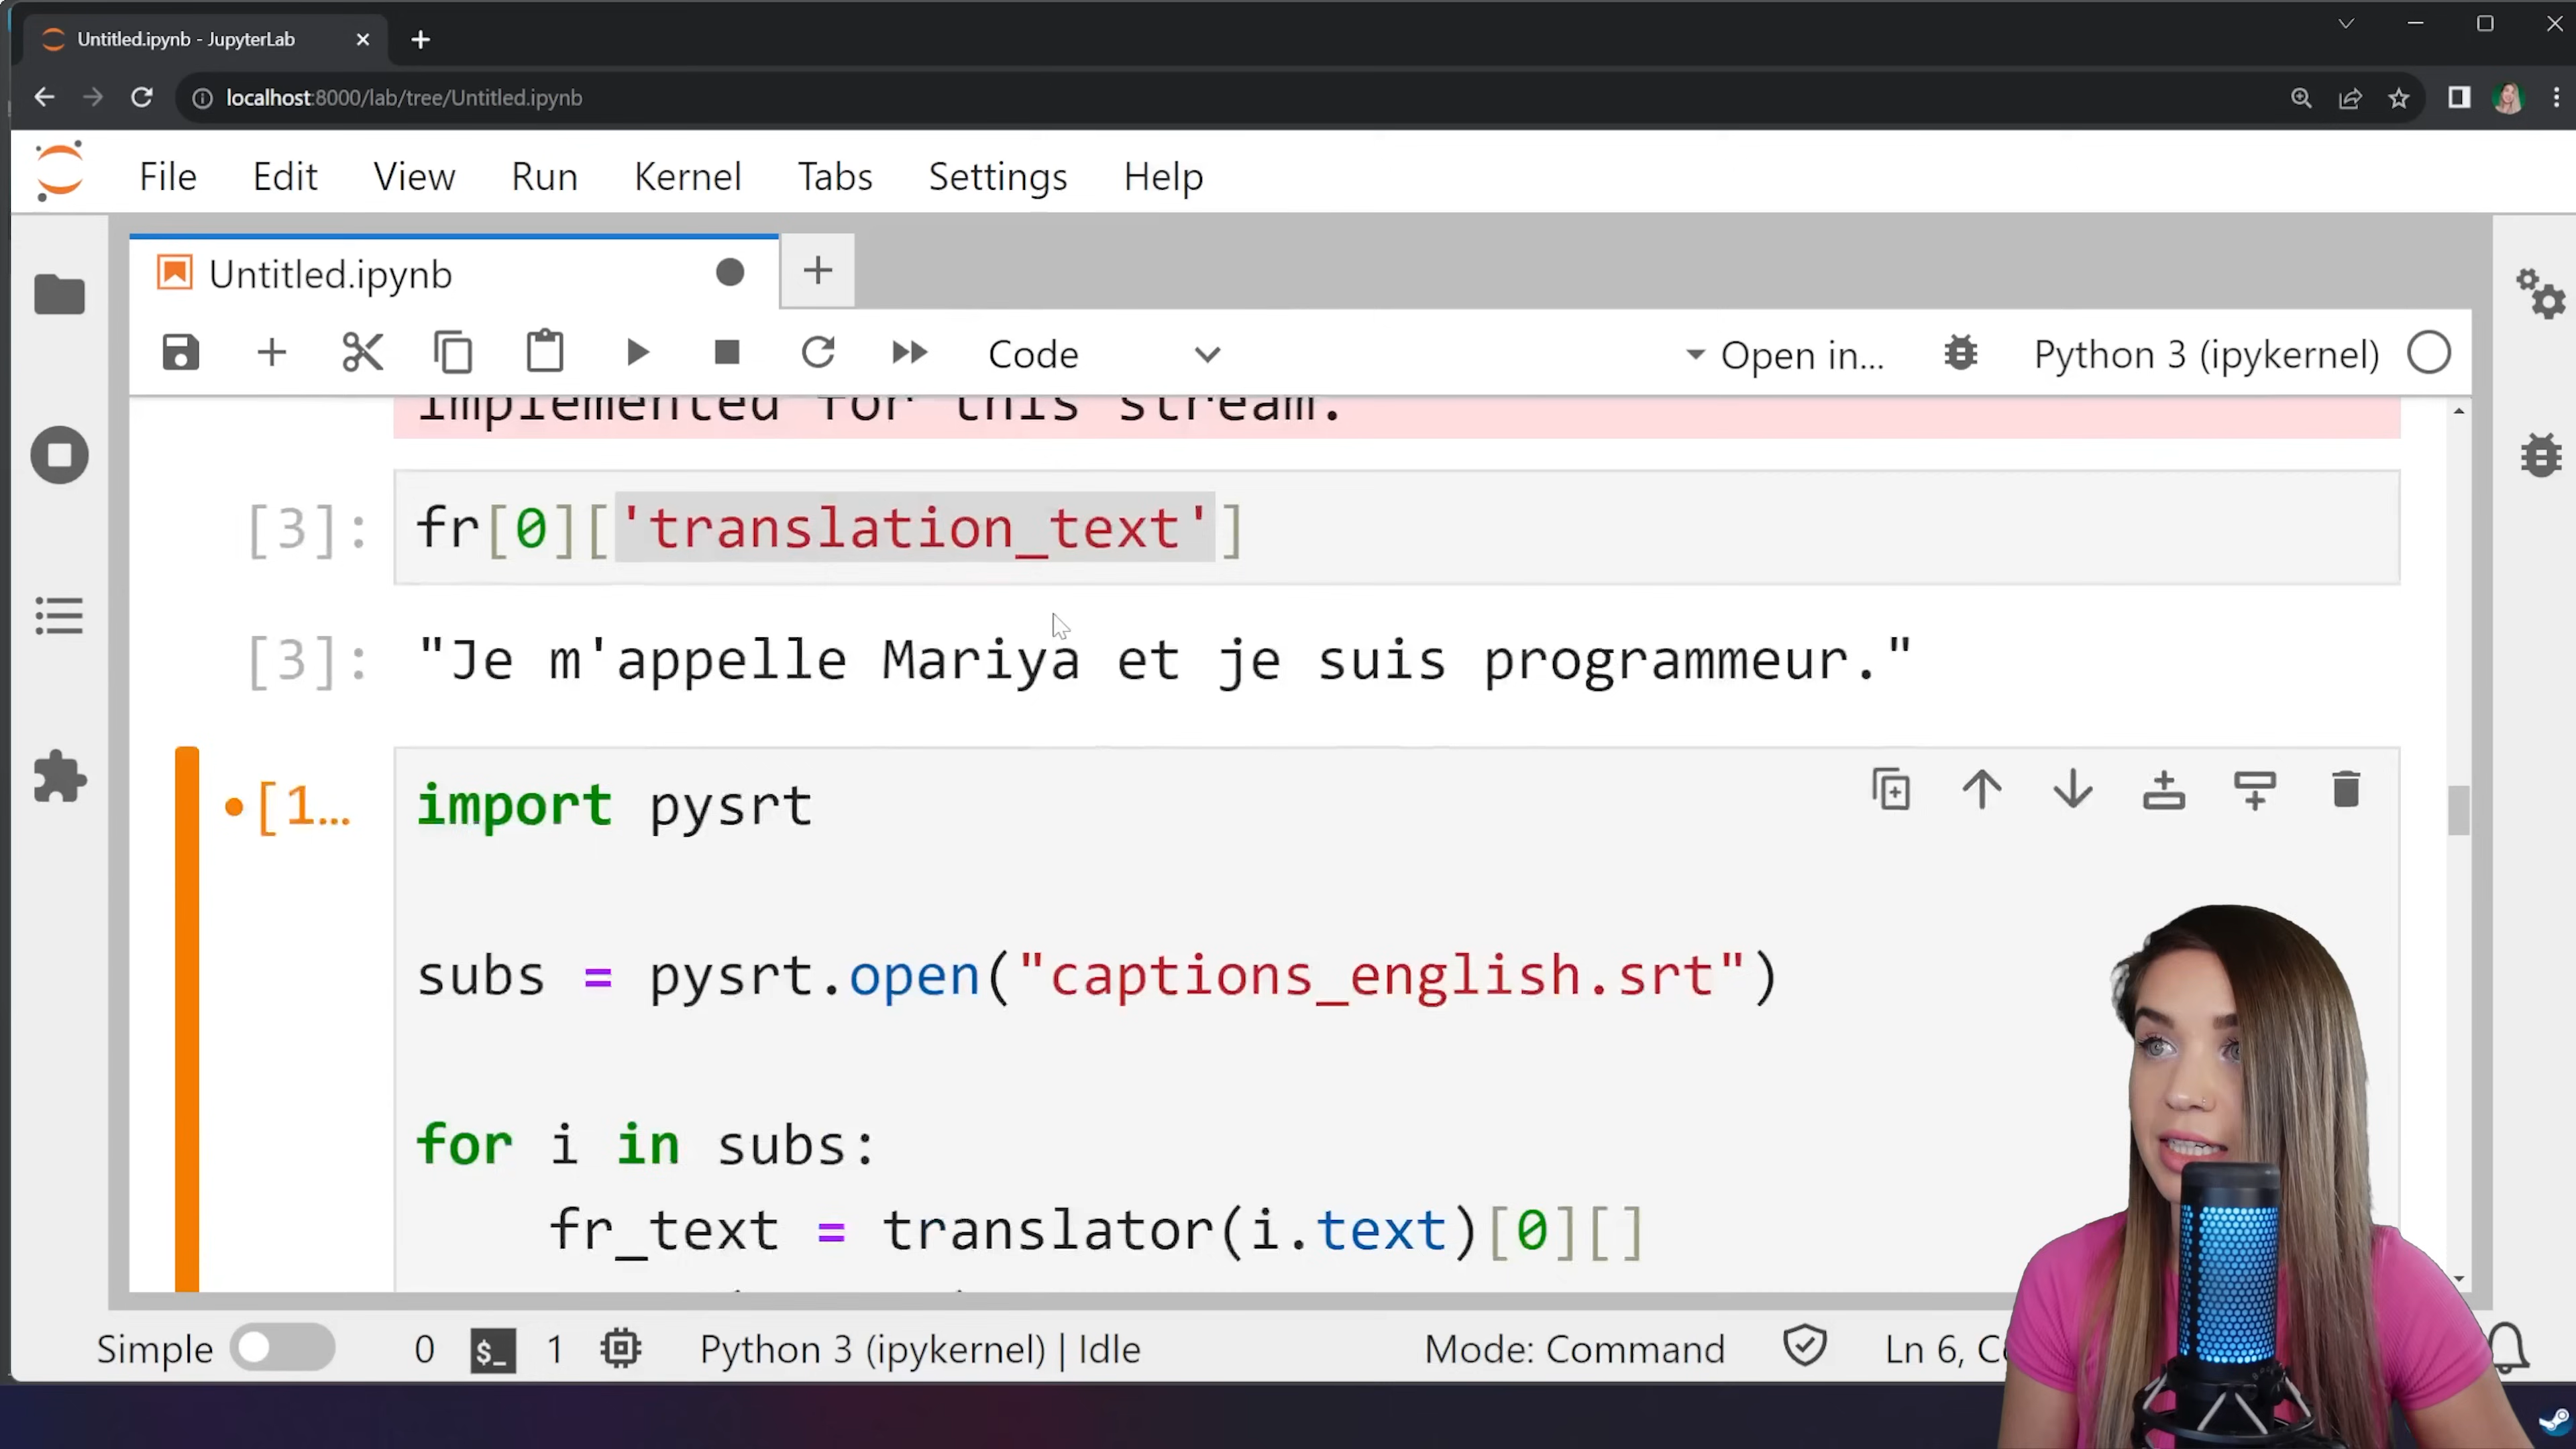 Untitled.ipynb - JupyterLab
localhost:8000/lab/tree/Untitled.ipynb
File Edit View Run Kernel Tabs Settings Help
Untitled.ipynb
Code Open in... Python 3 (ipykernel)
implemented for this stream.
[3]: fr[0]['translation_text']
[3]: "Je m'appelle Mariya et je suis programmeur."
•[1… import pysrt
subs = pysrt.open("captions_english.srt")
for i in subs:
fr_text = translator(i.text)[0][]
Simple 0 $_ 1 Python 3 (ipykernel) | Idle Mode: Command Ln 6,